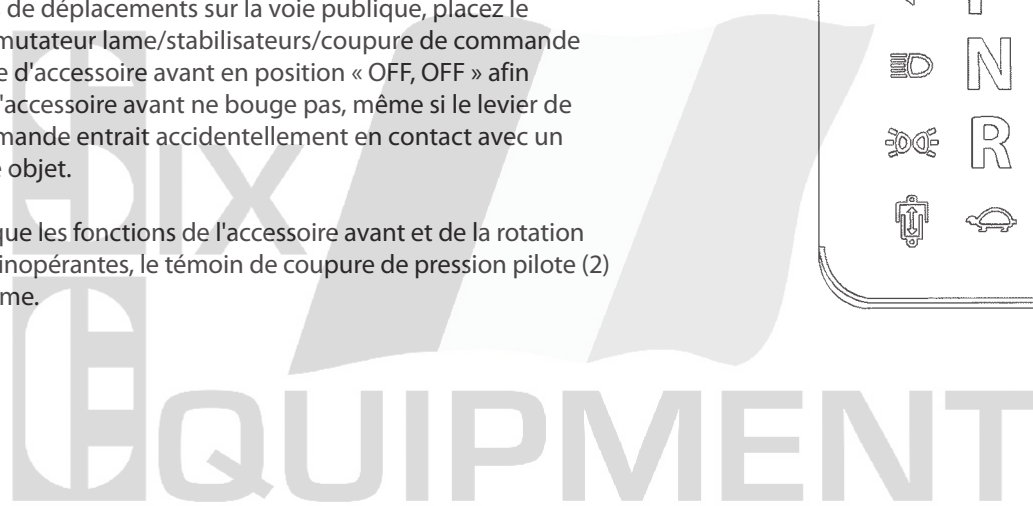 s de déplacements sur la voie publique, placez le
mutateur lame/stabilisateurs/coupure de commande
e d'accessoire avant en position « OFF, OFF » afin
'accessoire avant ne bouge pas, même si le levier de
mande entrait accidentellement en contact avec un
e objet.
que les fonctions de l'accessoire avant et de la rotation
inopérantes, le témoin de coupure de pression pilote (2)
me.
N
R
SIX
EQUIPMENT